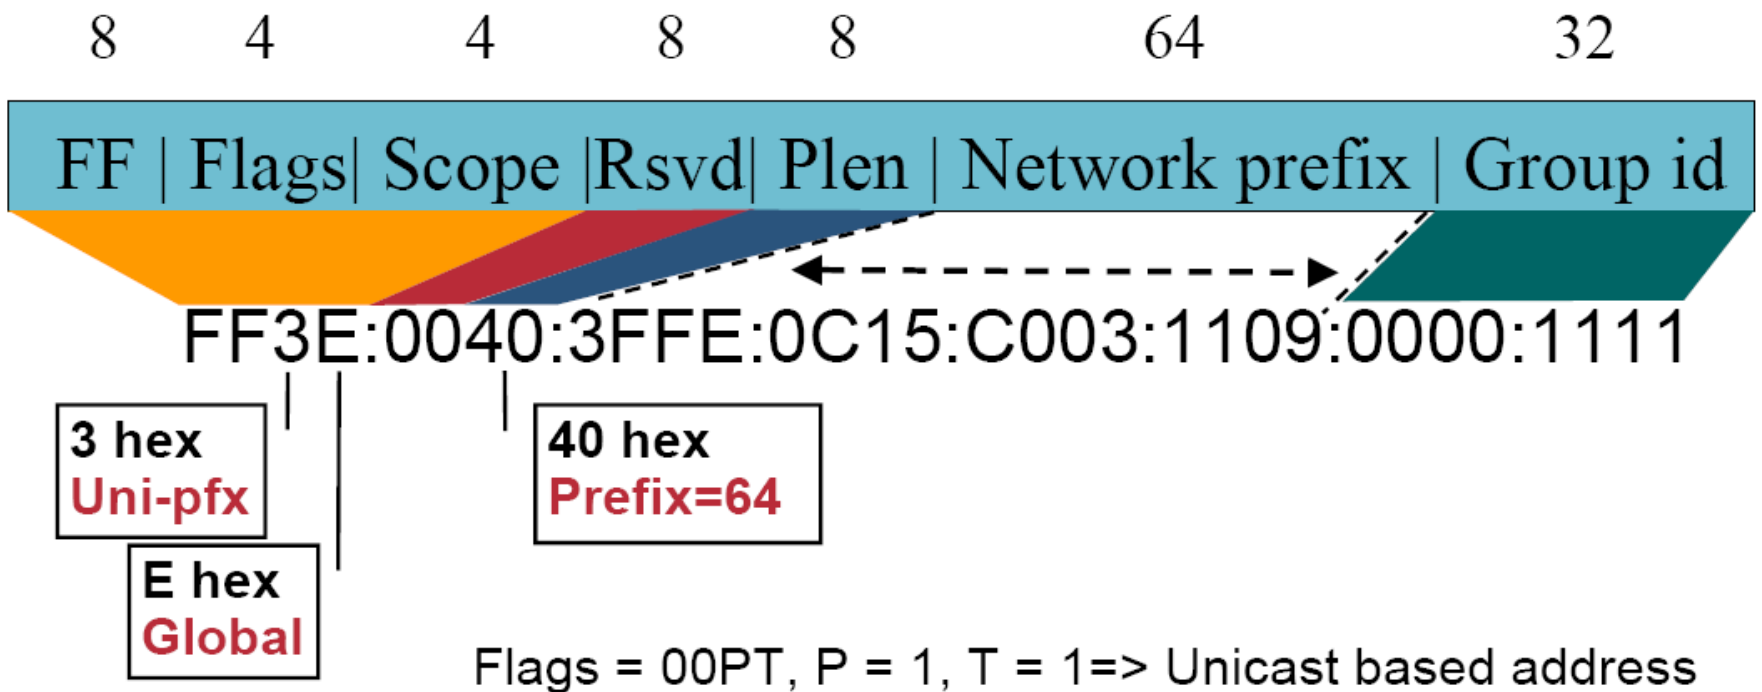 8 4 4 8 8 64 32
FF | Flags| Scope |Rsvd| Plen | Network prefix | Group id
FF3E:0040:3FFE:0C15:C003:1109:0000:1111
3 hex
Uni-pfx
40 hex
Prefix=64
E hex
Global
Flags = 00PT, P = 1, T = 1=> Unicast based address